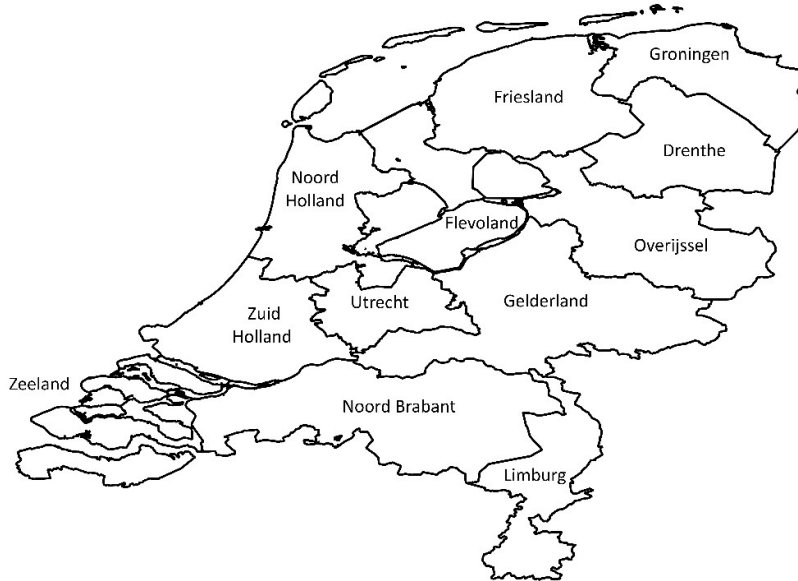 Groningen
Friesland
Drenthe
Noord
Holland
Flevoland
Overijssel
Utrecht
Gelderland
Zuid
Holland
Zeeland
Noord Brabant
Limburg